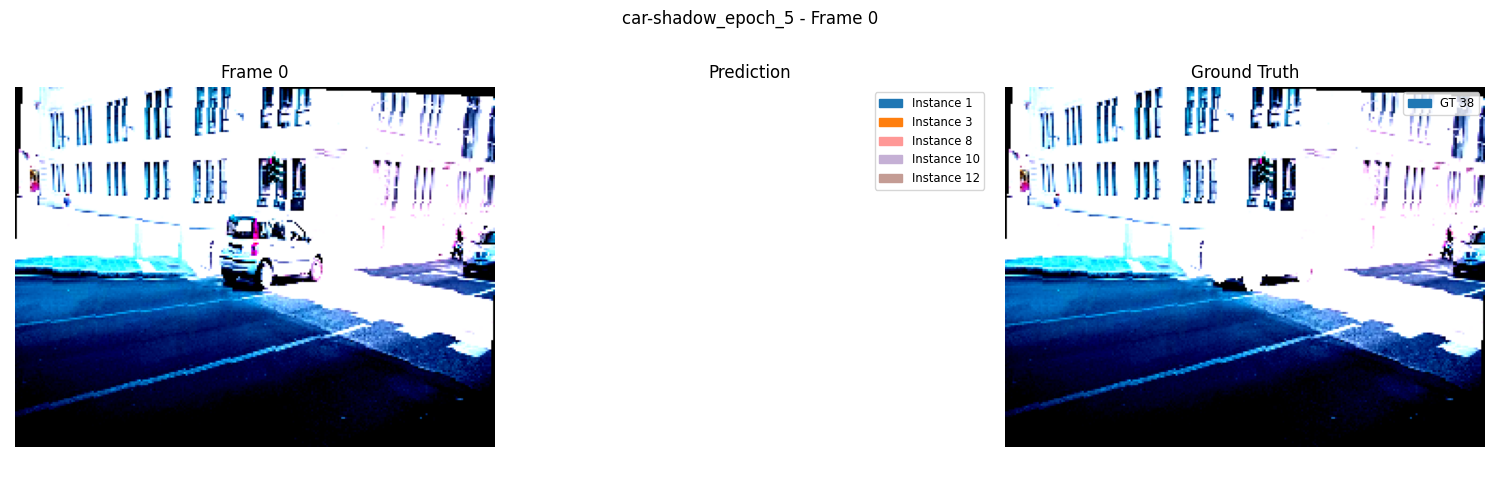 car-shadow_epoch_5 - Frame 0
Frame 0
Prediction
Ground Truth
Instance 1
Instance 3
Instance 8
Instance 10
Instance 12
GT 38